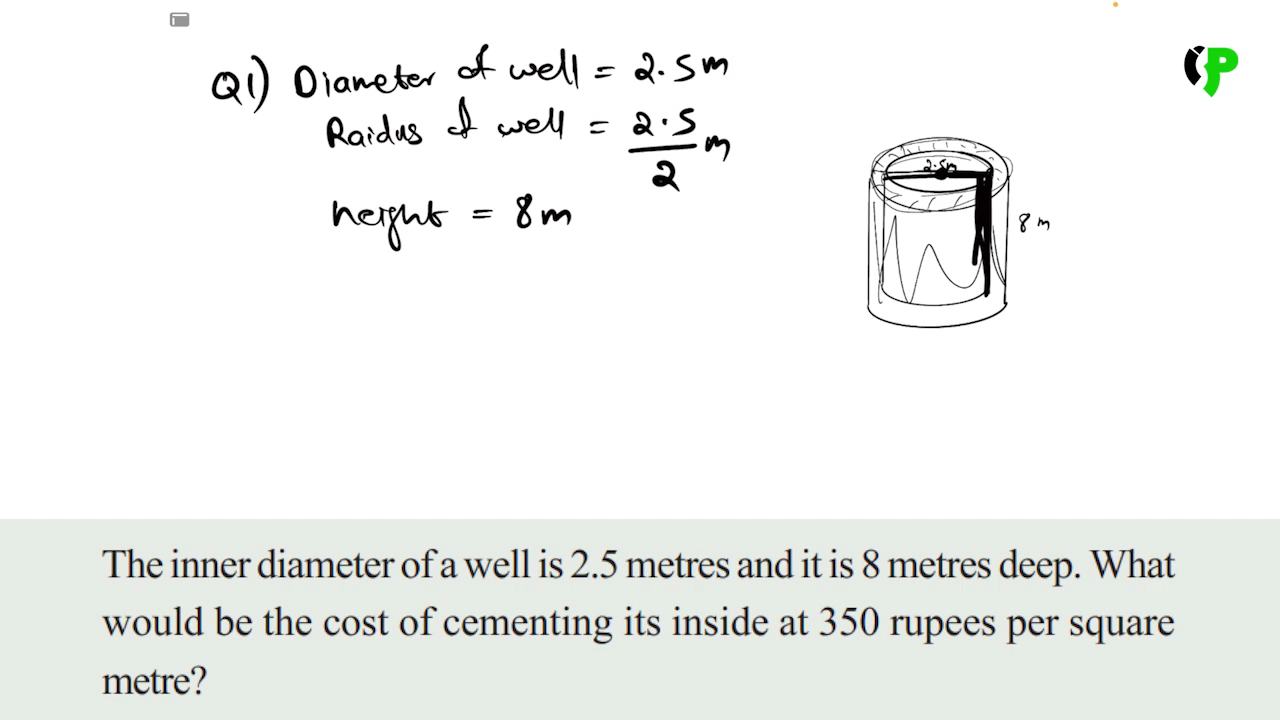 Q1) Diameter of well = 2.5 m
Raidus of well = 2.5/2 m
height = 8 m
2.5m
8 m
P
The inner diameter of a well is 2.5 metres and it is 8 metres deep. What
would be the cost of cementing its inside at 350 rupees per square
metre?